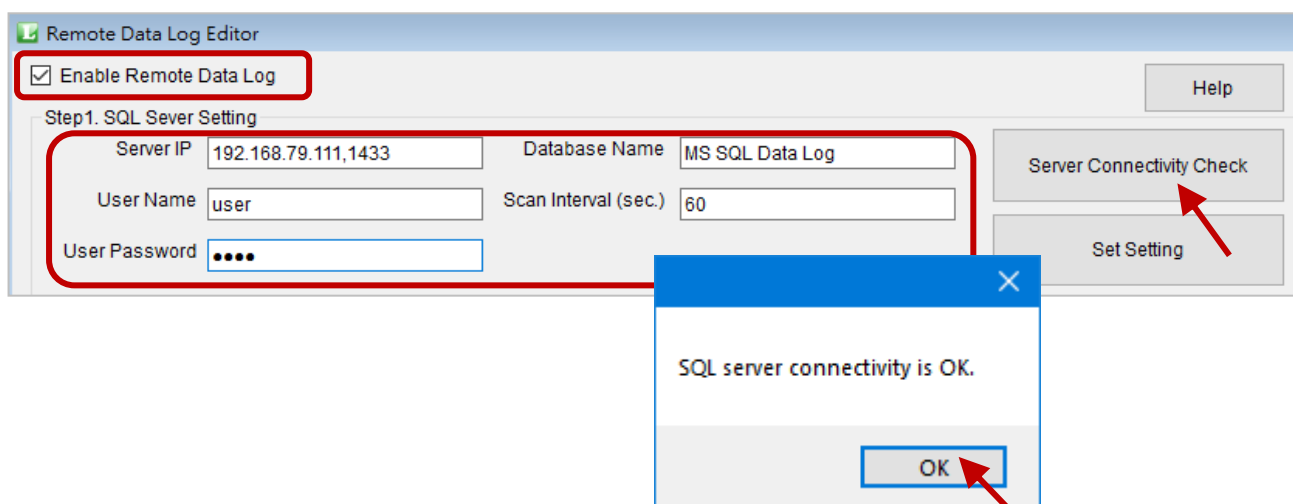 Remote Data Log Editor
Enable Remote Data Log
Help
Step1. SQL Sever Setting
Server IP 192.168.79.111,1433 Database Name MS SQL Data Log
Server Connectivity Check
User Name user Scan Interval (sec.) 60
User Password ●●●● Set Setting
SQL server connectivity is OK.
OK